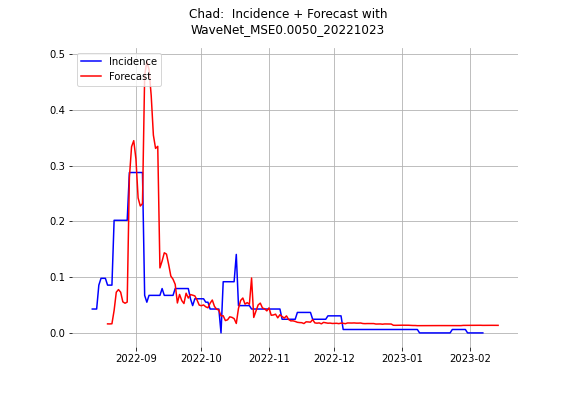 Chad:  Incidence + Forecast with
WaveNet_MSE0.0050_20221023
Incidence
Forecast
0.5
0.4
0.3
0.2
0.1
0.0
2022-09 2022-10 2022-11 2022-12 2023-01 2023-02